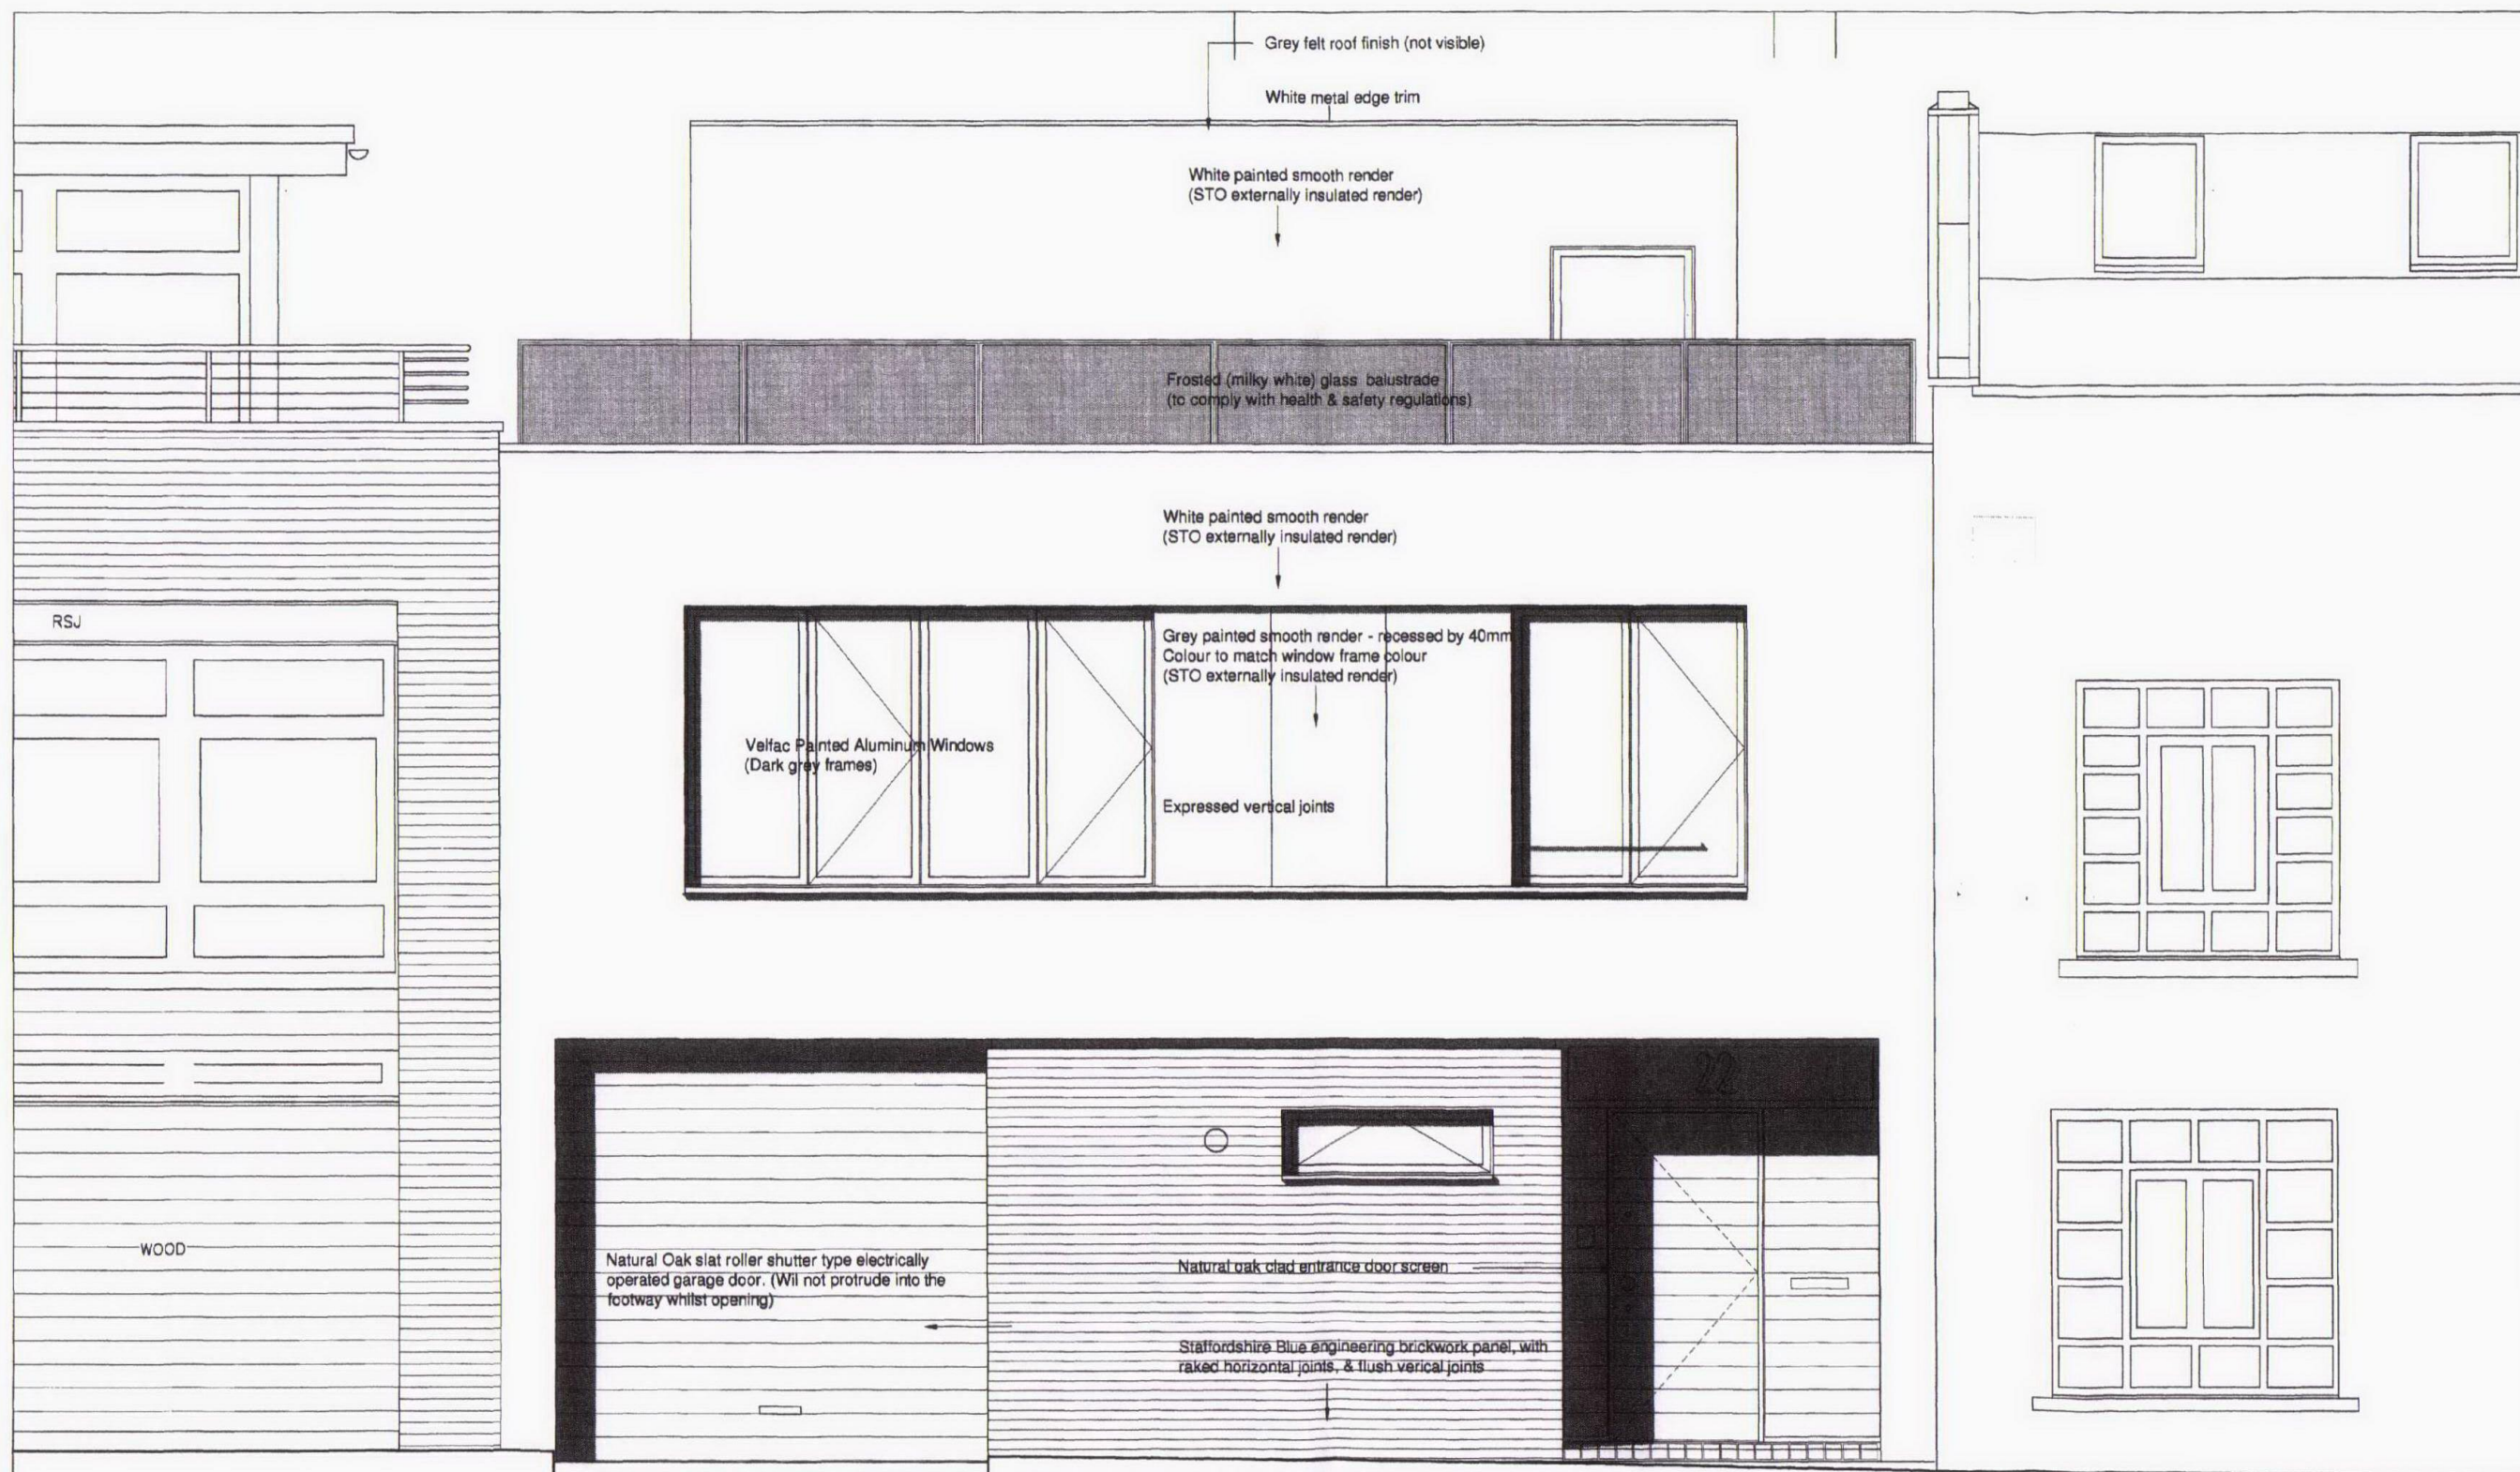 Grey felt roof finish (not visible)
White metal edge trim
White painted smooth render
(STO externally insulated render)
Frosted (milky white) glass balustrade
(to comply with health & safety regulations)
White painted smooth render
(STO externally insulated render)
RSJ
Grey painted smooth render - recessed by 40mm
Colour to match window frame colour
(STO externally insulated render)
Velfac Painted Aluminum Windows
(Dark grey frames)
Expressed vertical joints
22
WOOD
Natural Oak slat roller shutter type electrically
operated garage door. (Wil not protrude into the
footway whilst opening)
Natural oak clad entrance door screen
Staffordshire Blue engineering brickwork panel, with
raked horizontal joints, & flush verical joints